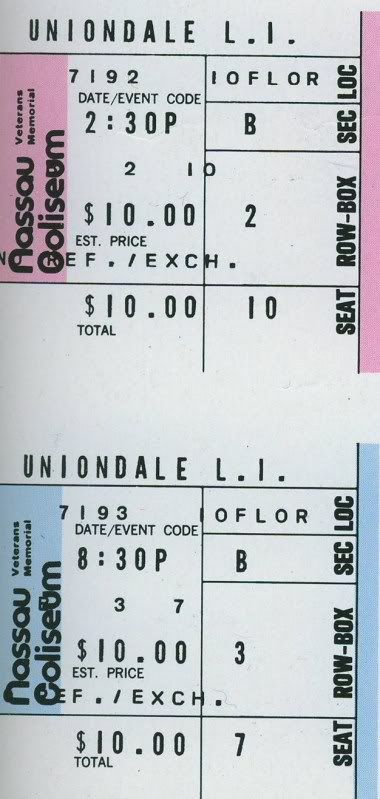 UNIONDALE L.I.
7192 IOFLOR LOC
DATE/EVENT CODE
2:30P B SEC
Veterans Memorial
Nassau Coliseum
2 10
$10.00 2 ROW-BOX
EST. PRICE
EF./EXCH.
$10.00 10 SEAT
TOTAL
UNIONDALE L.I.
7193 IOFLOR LOC
DATE/EVENT CODE
8:30P B SEC
Veterans Memorial
Nassau Coliseum
3 7
$10.00 3 ROW-BOX
EST. PRICE
EF./EXCH.
$10.00 7 SEAT
TOTAL